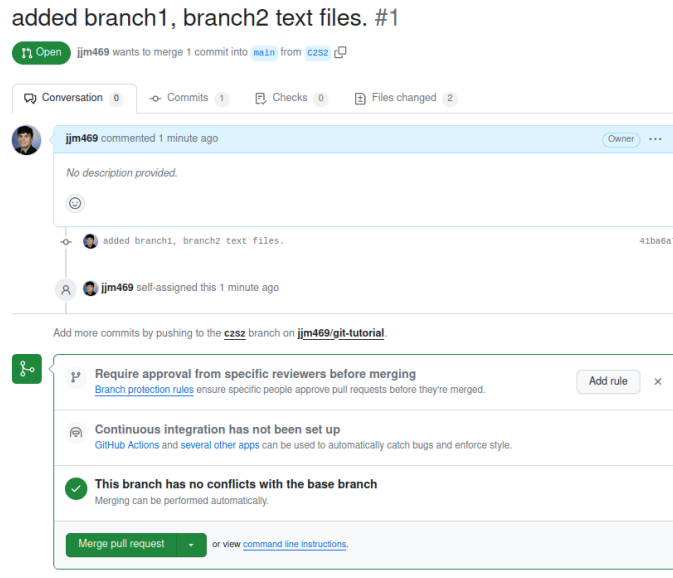 added branch1, branch2 text files. #1
Open jjm469 wants to merge 1 commit into main from C2S2
Conversation 0 Commits 1 Checks 0 Files changed 2
jjm469 commented 1 minute ago Owner
No description provided.
added branch1, branch2 text files. 41ba6a7
jjm469 self-assigned this 1 minute ago
Add more commits by pushing to the C2S2 branch on jjm469/git-tutorial.
Require approval from specific reviewers before merging
Branch protection rules ensure specific people approve pull requests before they're merged.
Add rule
Continuous integration has not been set up
GitHub Actions and several other apps can be used to automatically catch bugs and enforce style.
This branch has no conflicts with the base branch
Merging can be performed automatically.
Merge pull request or view command line instructions.